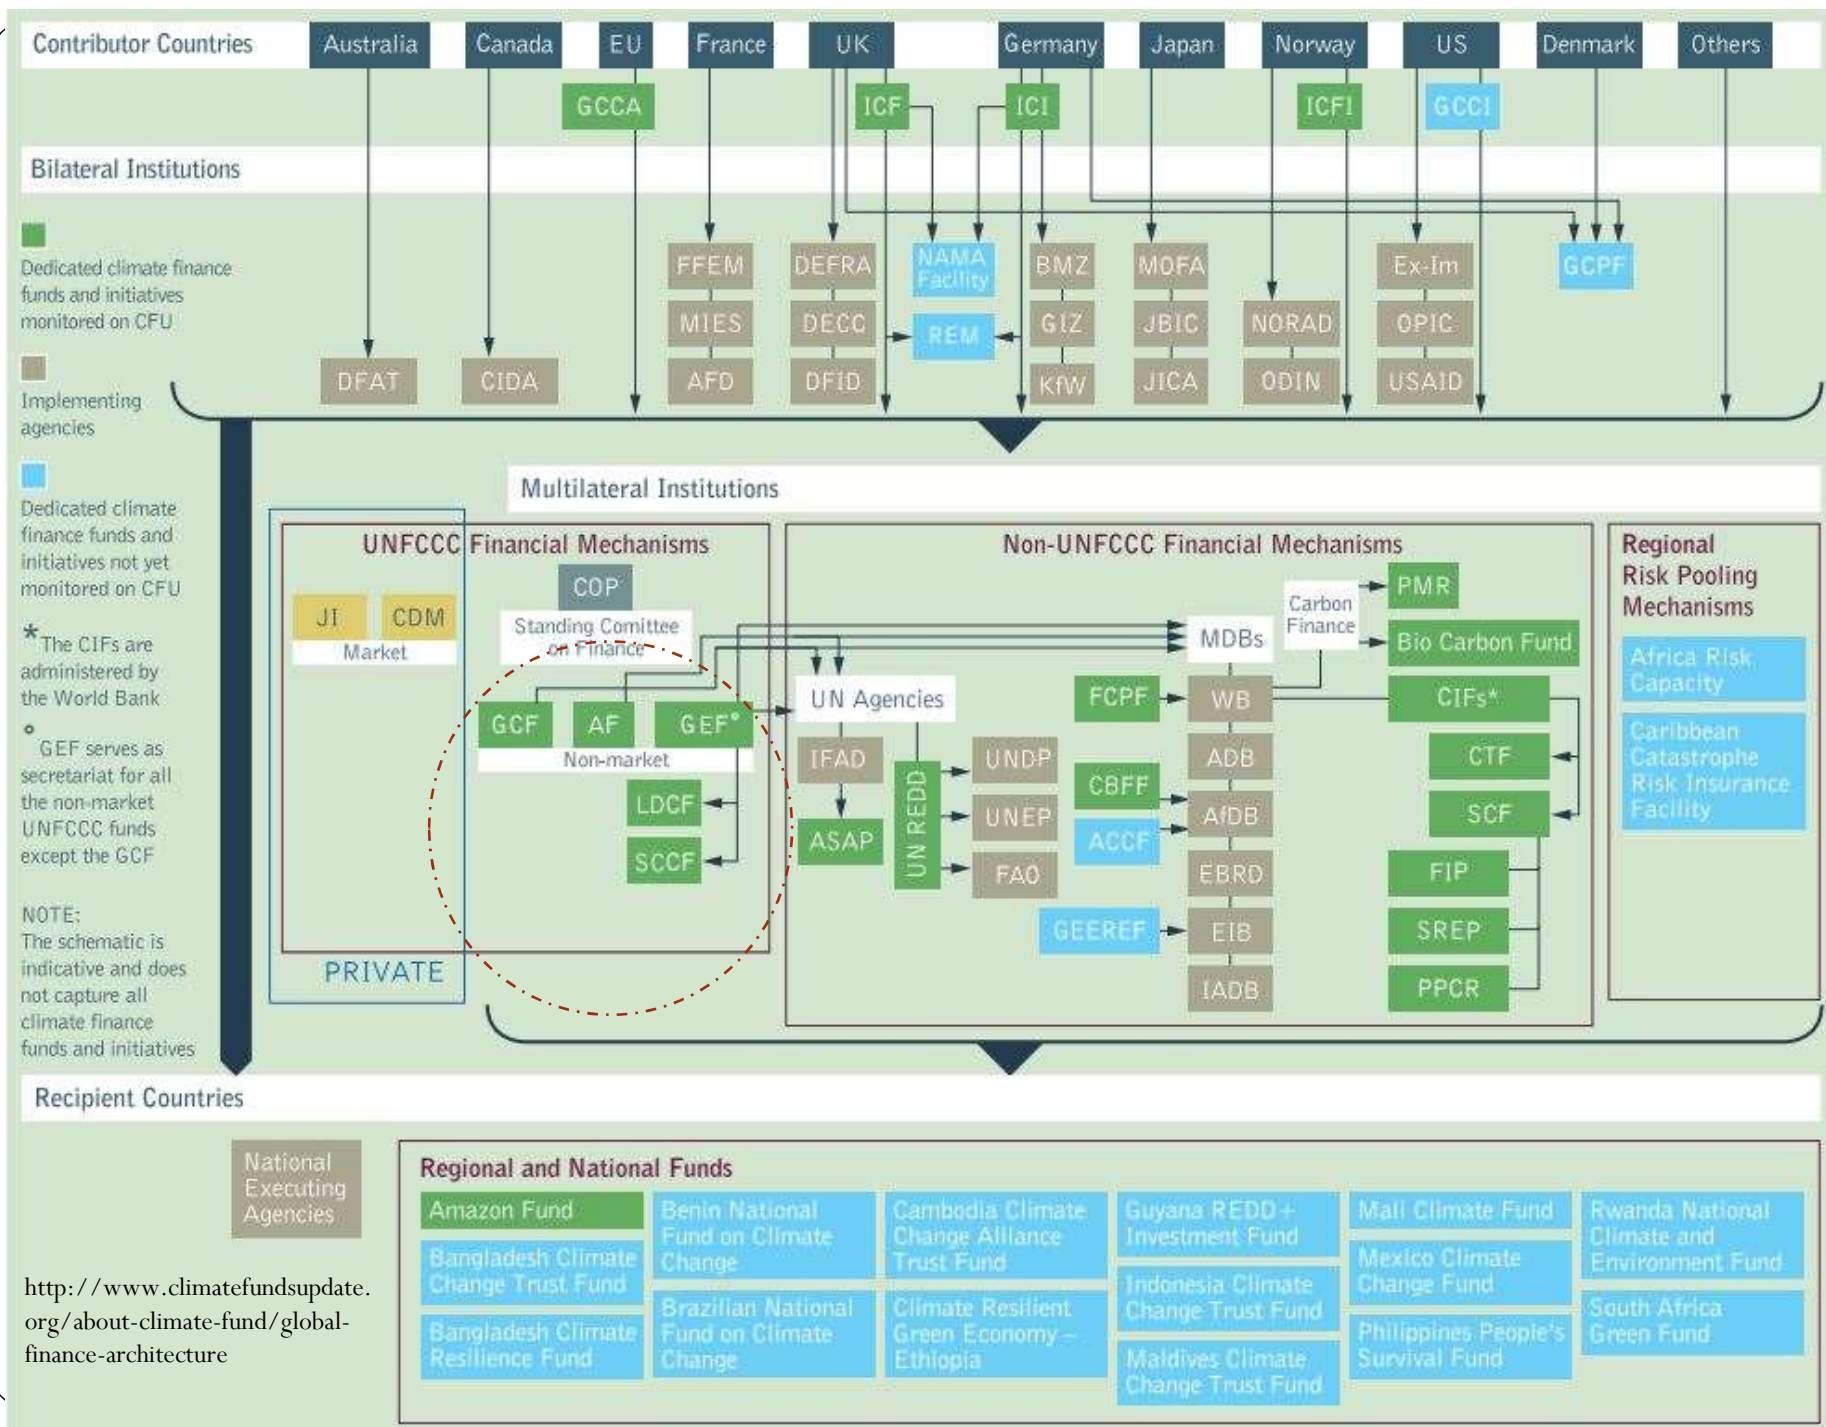 Contributor Countries
Australia
Canada
EU
France
UK
Germany
Japan
Norway
US
Denmark
Others
GCCA
ICF
ICI
ICFI
GCCI
Bilateral Institutions
Dedicated climate finance
funds and initiatives
monitored on CFU
Implementing
agencies
Dedicated climate
finance funds and
initiatives not yet
monitored on CFU
* The CIFs are
administered by
the World Bank
° GEF serves as
secretariat for all
the non-market
UNFCCC funds
except the GCF
NOTE:
The schematic is
indicative and does
not capture all
climate finance
funds and initiatives
FFEM
DEFRA
NAMA
Facility
BMZ
MOFA
Ex-Im
GCPF
MIES
DECC
REM
GIZ
JBIC
NORAD
OPIC
DFAT
CIDA
AFD
DFID
KfW
JICA
ODIN
USAID
Multilateral Institutions
UNFCCC Financial Mechanisms
COP
Standing Comittee
on Finance
JI
CDM
Market
GCF
AF
GEF°
Non-market
LDCF
SCCF
PRIVATE
Non-UNFCCC Financial Mechanisms
UN Agencies
IFAD
ASAP
UN REDD
UNDP
UNEP
FAO
MDBs
FCPF
CBFF
ACCF
GEEREF
WB
ADB
AfDB
EBRD
EIB
IADB
Carbon
Finance
PMR
Bio Carbon Fund
CIFs*
CTF
SCF
FIP
SREP
PPCR
Regional
Risk Pooling
Mechanisms
Africa Risk
Capacity
Caribbean
Catastrophe
Risk Insurance
Facility
Recipient Countries
National
Executing
Agencies
http://www.climatefundsupdate.
org/about-climate-fund/global-
finance-architecture
Regional and National Funds
Amazon Fund
Bangladesh Climate
Change Trust Fund
Bangladesh Climate
Resilience Fund
Benin National
Fund on Climate
Change
Brazilian National
Fund on Climate
Change
Cambodia Climate
Change Alliance
Trust Fund
Climate Resilient
Green Economy –
Ethiopia
Guyana REDD+
Investment Fund
Indonesia Climate
Change Trust Fund
Maldives Climate
Change Trust Fund
Mali Climate Fund
Mexico Climate
Change Fund
Philippines People's
Survival Fund
Rwanda National
Climate and
Environment Fund
South Africa
Green Fund